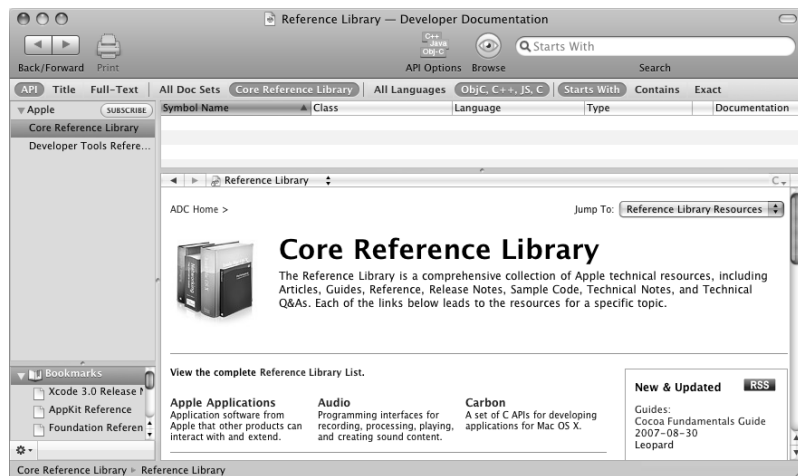 Reference Library — Developer Documentation
C++
Java
Obj-C
Starts With
Back/Forward Print API Options Browse Search
API Title Full-Text All Doc Sets Core Reference Library All Languages ObjC, C++, JS, C Starts With Contains Exact
Apple SUBSCRIBE
Symbol Name Class Language Type Documentation
Core Reference Library
Developer Tools Refere...
Reference Library C
ADC Home >
Jump To: Reference Library Resources
Core Reference Library
The Reference Library is a comprehensive collection of Apple technical resources, including
Articles, Guides, Reference, Release Notes, Sample Code, Technical Notes, and Technical
Q&As. Each of the links below leads to the resources for a specific topic.
Bookmarks
Xcode 3.0 Release
AppKit Reference
Foundation Referen
View the complete Reference Library List.
Apple Applications
Application software from
Apple that other products can
interact with and extend.
Audio
Programming interfaces for
recording, processing, playing,
and creating sound content.
Carbon
A set of C APIs for developing
applications for Mac OS X.
New & Updated RSS
Guides:
Cocoa Fundamentals Guide
2007-08-30
Leopard
Core Reference Library ▸ Reference Library